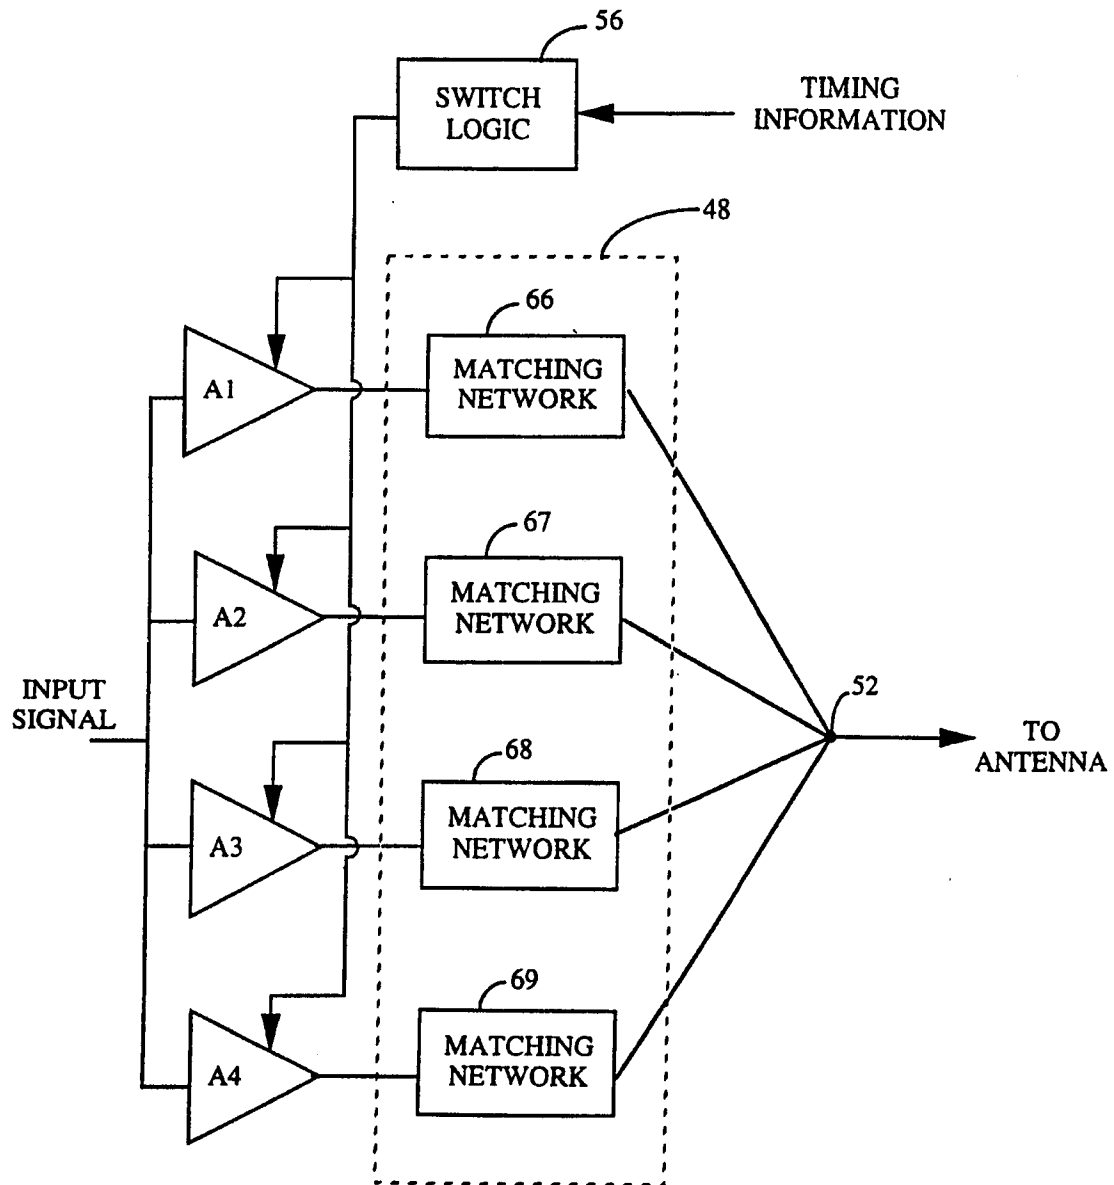 56
SWITCH
LOGIC
TIMING
INFORMATION
48
66
A1
MATCHING
NETWORK
67
A2
MATCHING
NETWORK
INPUT
SIGNAL
52
TO
ANTENNA
68
A3
MATCHING
NETWORK
69
A4
MATCHING
NETWORK